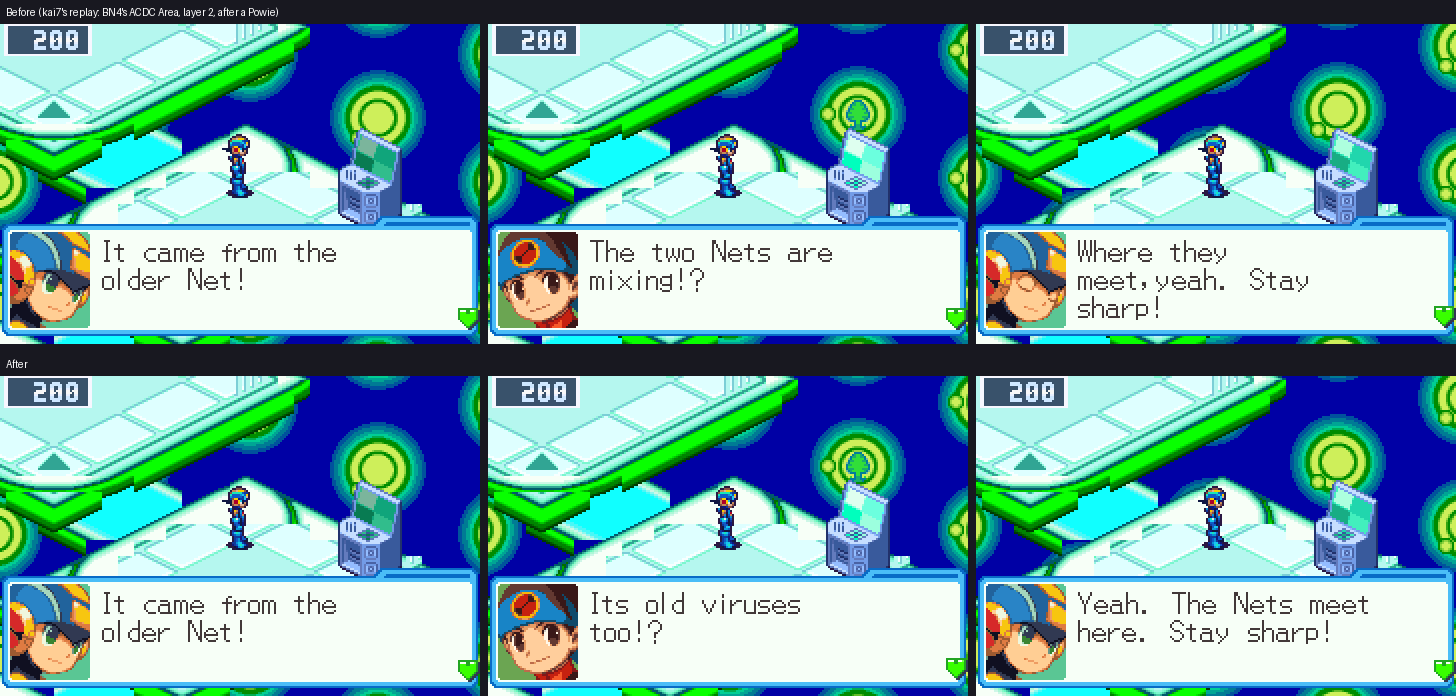 Before (kai7's replay: BN4's ACDC Area, layer 2, after a Powie)
200
200
200
It came from the
older Net!
The two Nets are
mixing!?
Where they
meet,yeah. Stay
sharp!
After
200
200
200
It came from the
older Net!
Its old viruses
too!?
Yeah. The Nets meet
here. Stay sharp!